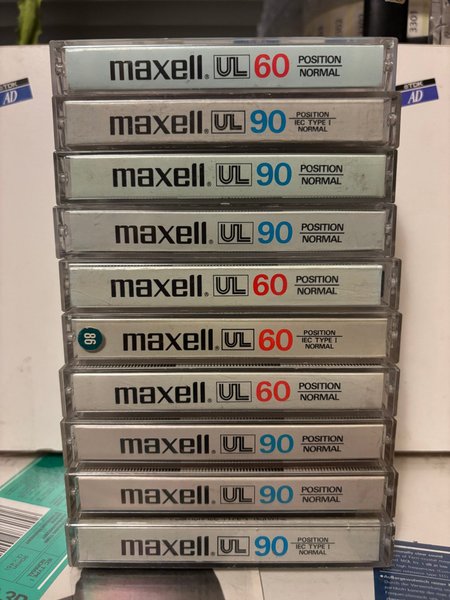 3301
TDK
AD
TDK
AD
maxell. UL 60 POSITION NORMAL
maxell. UL 90 POSITION IEC TYPE I NORMAL
maxell. UL 90 POSITION NORMAL
maxell. UL 90 POSITION NORMAL
maxell. UL 60 POSITION NORMAL
86 maxell. UL 60 POSITION IEC TYPE I NORMAL
maxell. UL 60 POSITION NORMAL
maxell. UL 90 POSITION NORMAL
maxell. UL 90 POSITION NORMAL
maxell. UL 90 POSITION IEC TYPE I NORMAL